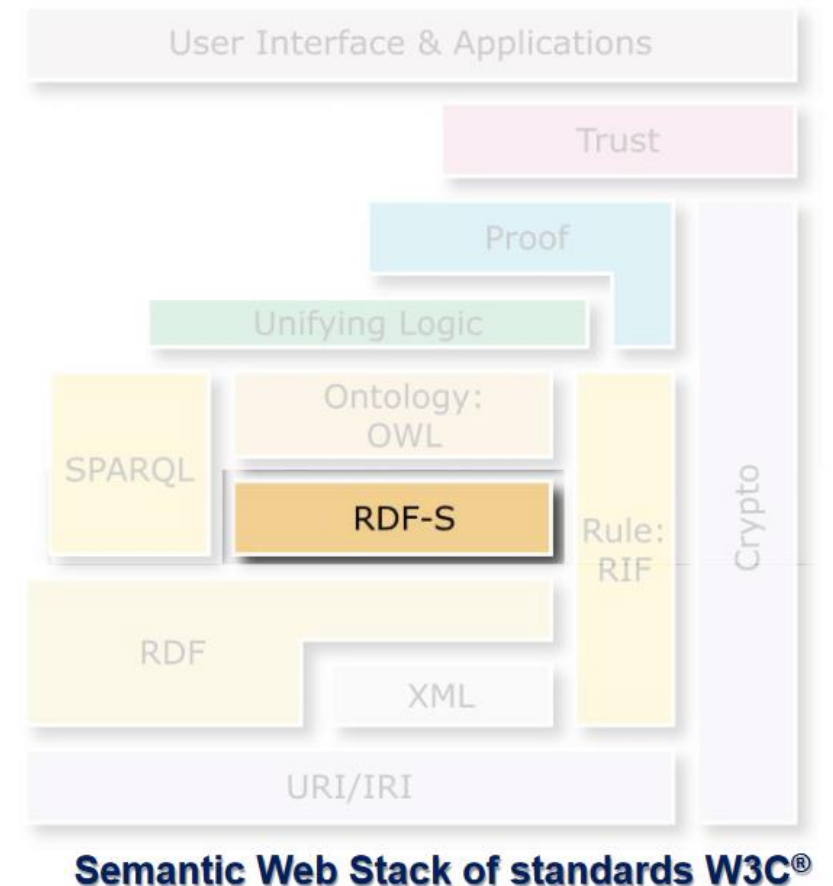 User Interface & Applications
Trust
Proof
Unifying Logic
Ontology:
OWL
SPARQL
RDF-S
Rule:
RIF
Crypto
RDF
XML
URI/IRI
Semantic Web Stack of standards W3C®